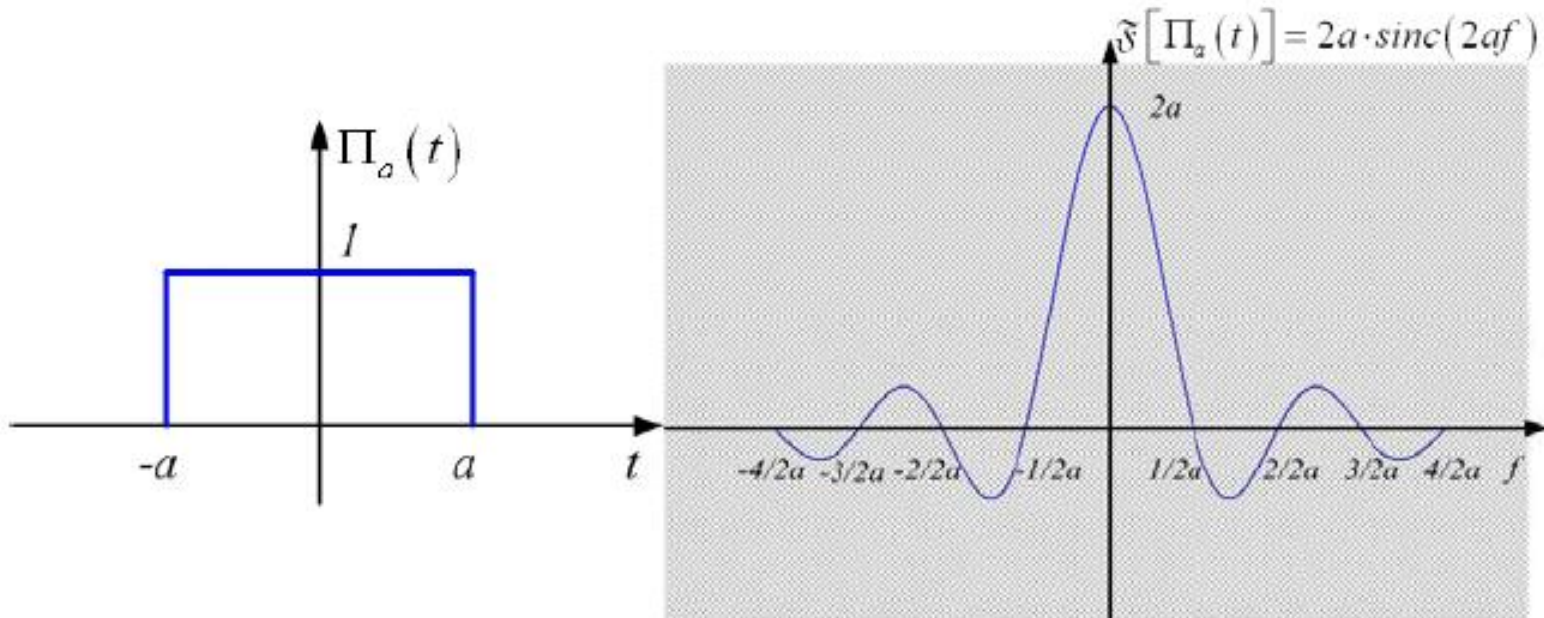 𝔉[Π_a(t)] = 2a·sinc(2af)
2a
Π_a(t)
1
-a a t
-4/2a -3/2a -2/2a -1/2a 1/2a 2/2a 3/2a 4/2a f